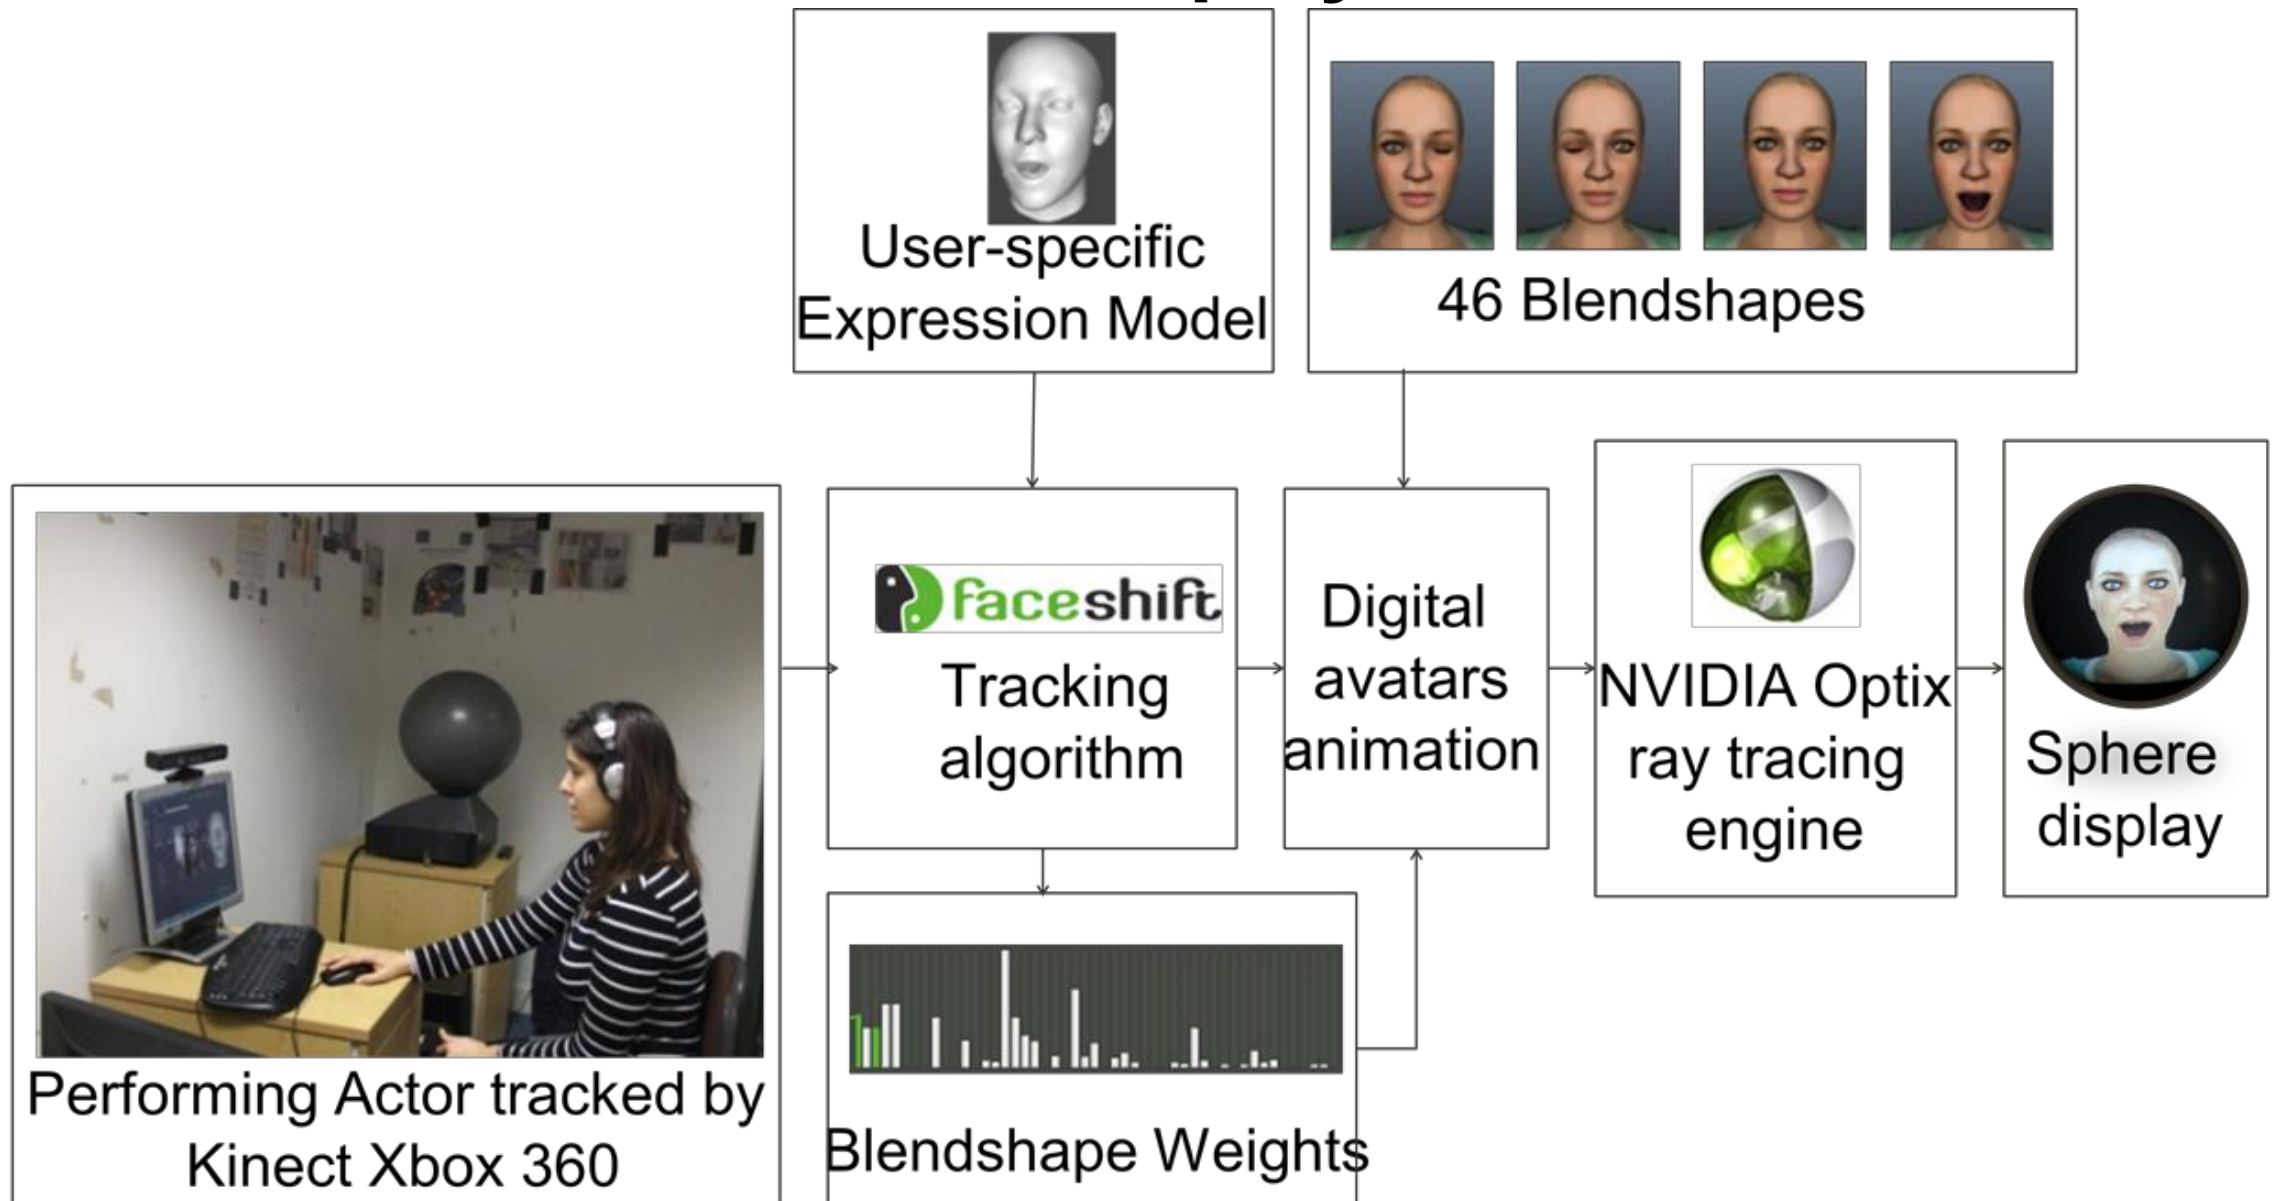 User-specific
Expression Model
46 Blendshapes
faceshift
Tracking
algorithm
Digital
avatars
animation
NVIDIA Optix
ray tracing
engine
Sphere
display
Performing Actor tracked by
Kinect Xbox 360
Blendshape Weights